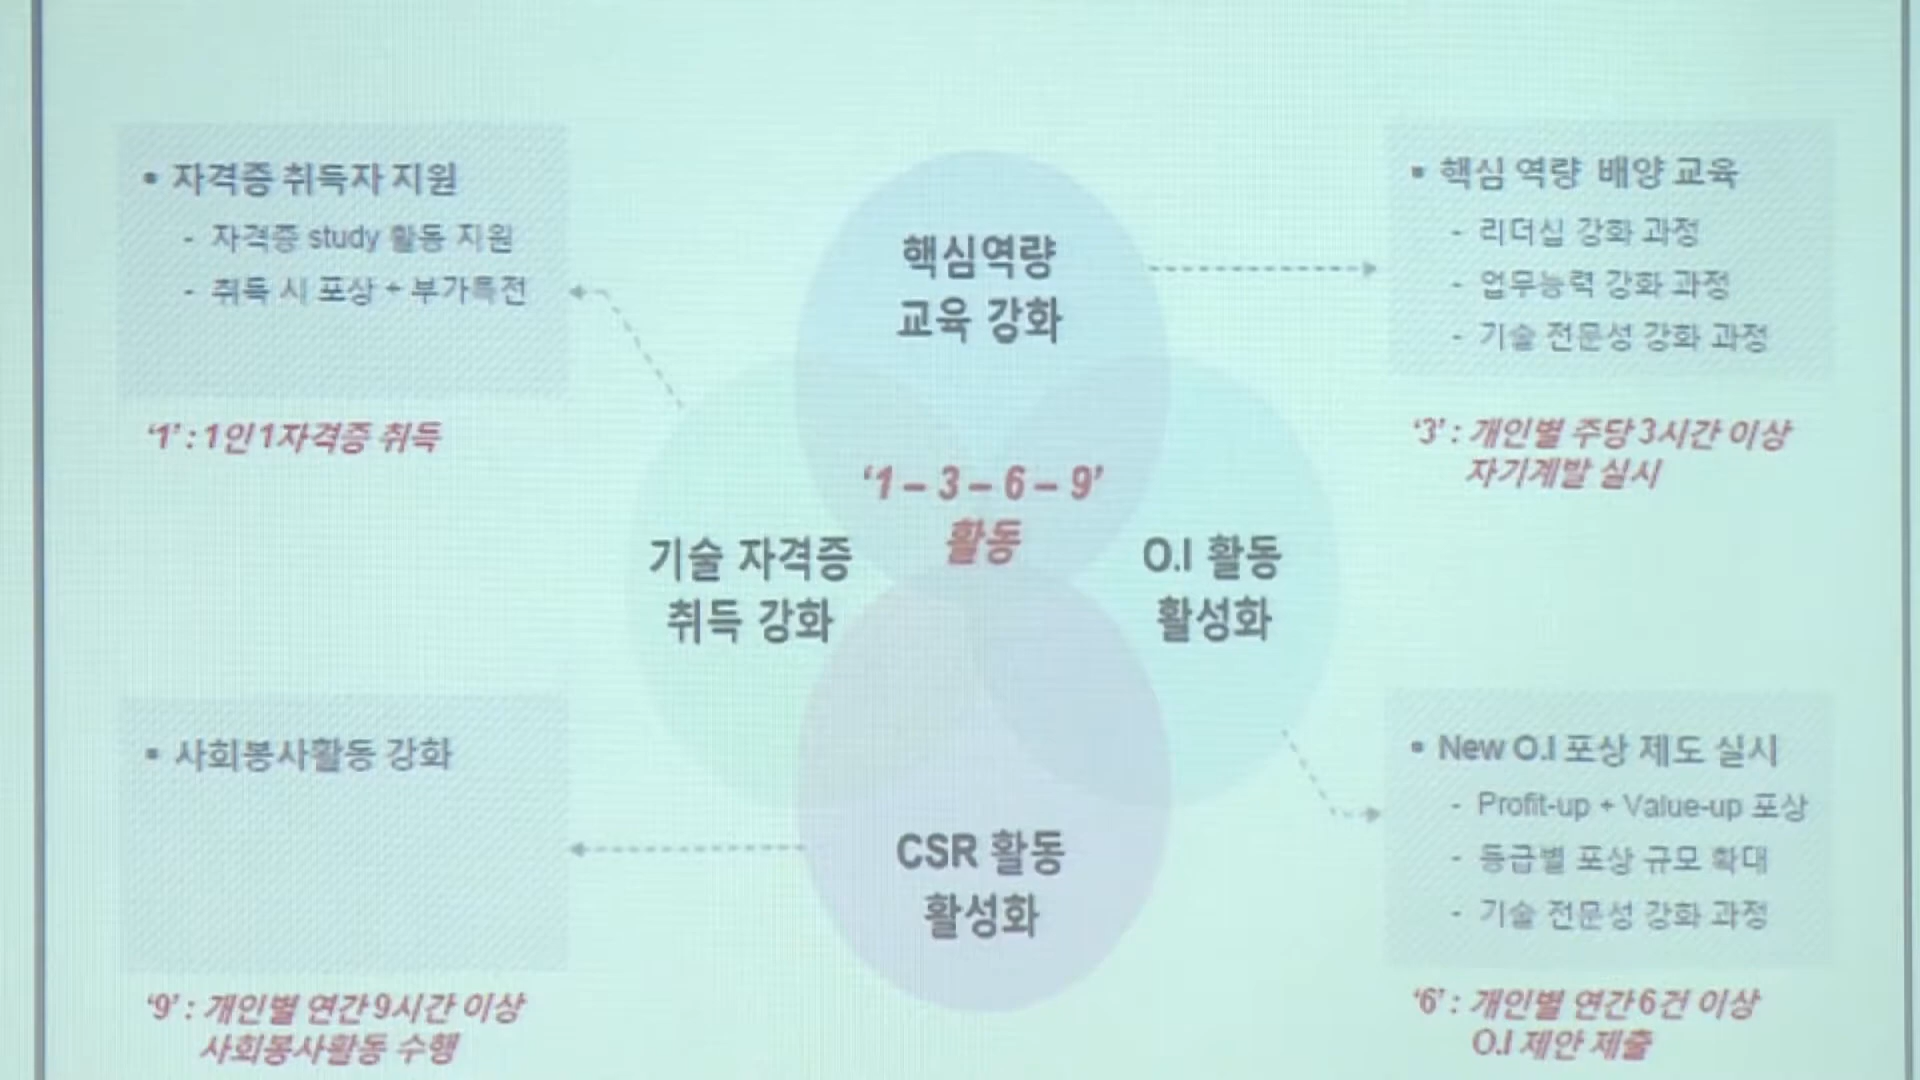 ▪ 자격증 취득자 지원
- 자격증 study 활동 지원
- 취득 시 포상 + 부가특전
‘1’ : 1인 1자격증 취득
핵심역량
교육 강화
▪ 핵심 역량 배양 교육
- 리더십 강화 과정
- 업무능력 강화 과정
- 기술 전문성 강화 과정
‘3’ : 개인별 주당 3시간 이상
자기계발 실시
‘1 – 3 – 6 – 9’
활동
기술 자격증
취득 강화
O.I 활동
활성화
▪ 사회봉사활동 강화
‘9’ : 개인별 연간 9시간 이상
사회봉사활동 수행
CSR 활동
활성화
▪ New O.I 포상 제도 실시
- Profit-up + Value-up 포상
- 등급별 포상 규모 확대
- 기술 전문성 강화 과정
‘6’ : 개인별 연간 6건 이상
O.I 제안 제출